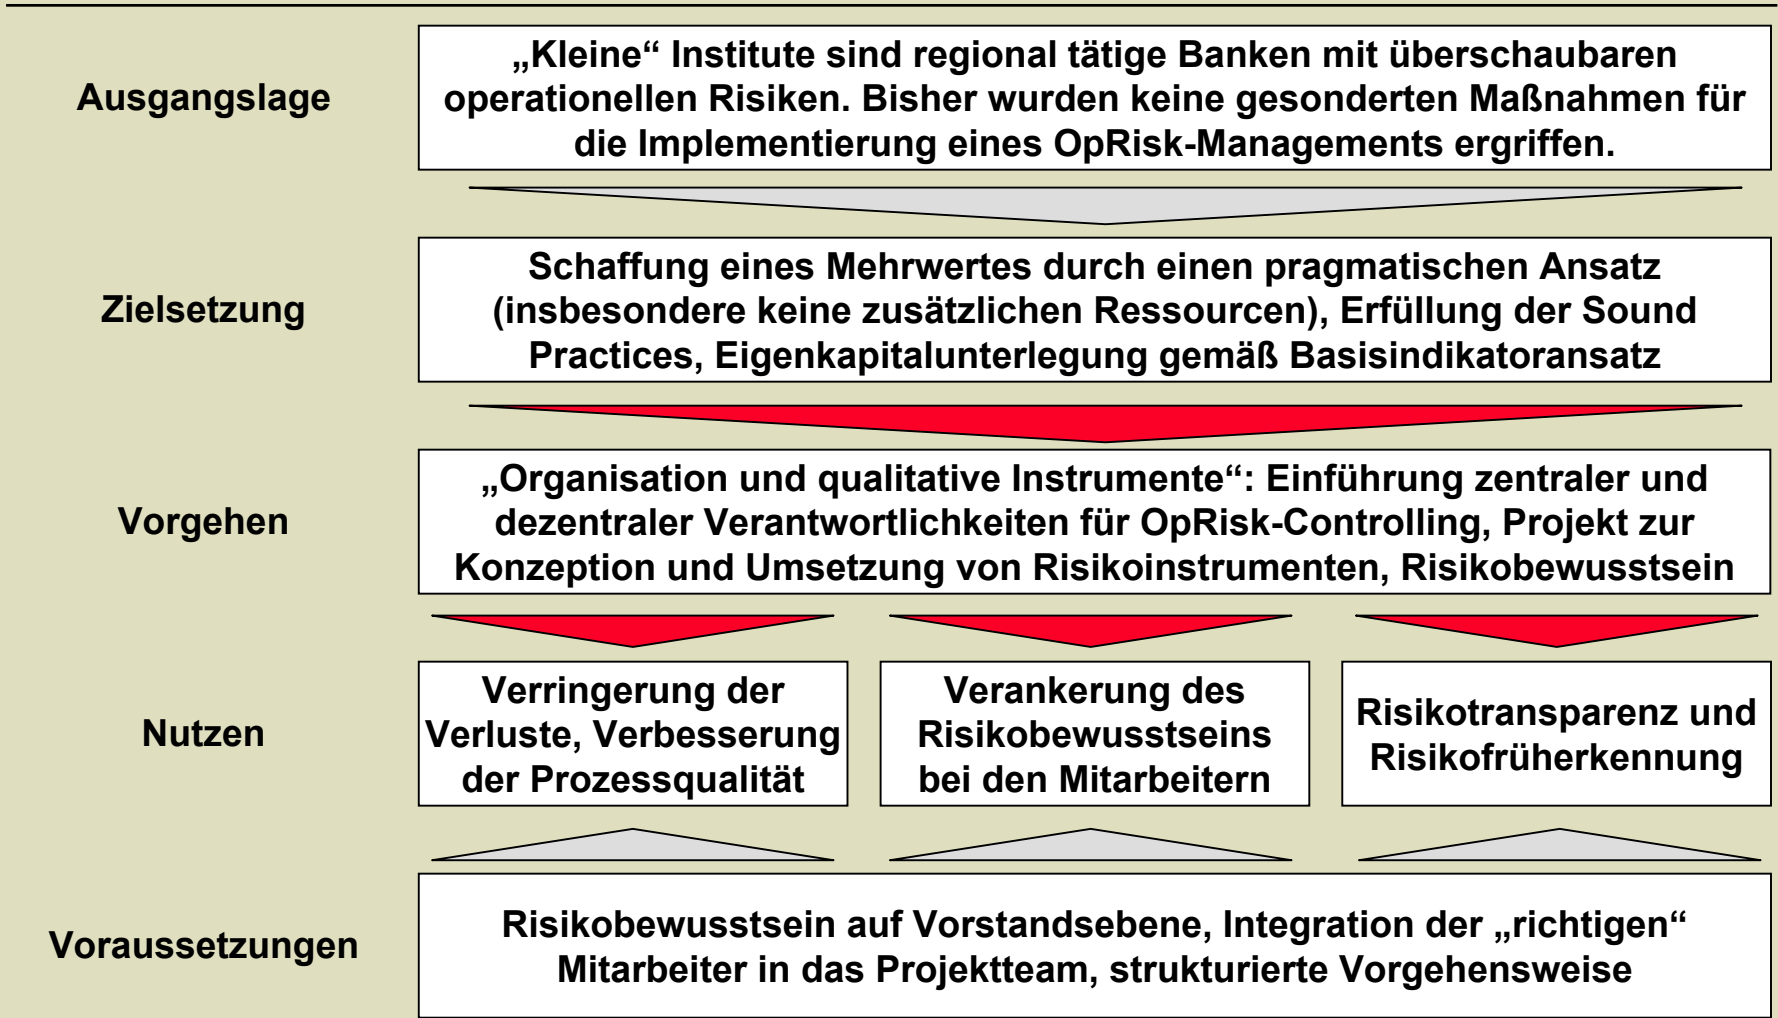 Ausgangslage
„Kleine“ Institute sind regional tätige Banken mit überschaubaren
operationellen Risiken. Bisher wurden keine gesonderten Maßnahmen für
die Implementierung eines OpRisk-Managements ergriffen.
Zielsetzung
Schaffung eines Mehrwertes durch einen pragmatischen Ansatz
(insbesondere keine zusätzlichen Ressourcen), Erfüllung der Sound
Practices, Eigenkapitalunterlegung gemäß Basisindikatoransatz
Vorgehen
„Organisation und qualitative Instrumente“: Einführung zentraler und
dezentraler Verantwortlichkeiten für OpRisk-Controlling, Projekt zur
Konzeption und Umsetzung von Risikoinstrumenten, Risikobewusstsein
Nutzen
Verringerung der
Verluste, Verbesserung
der Prozessqualität
Verankerung des
Risikobewusstseins
bei den Mitarbeitern
Risikotransparenz und
Risikofrüherkennung
Voraussetzungen
Risikobewusstsein auf Vorstandsebene, Integration der „richtigen“
Mitarbeiter in das Projektteam, strukturierte Vorgehensweise